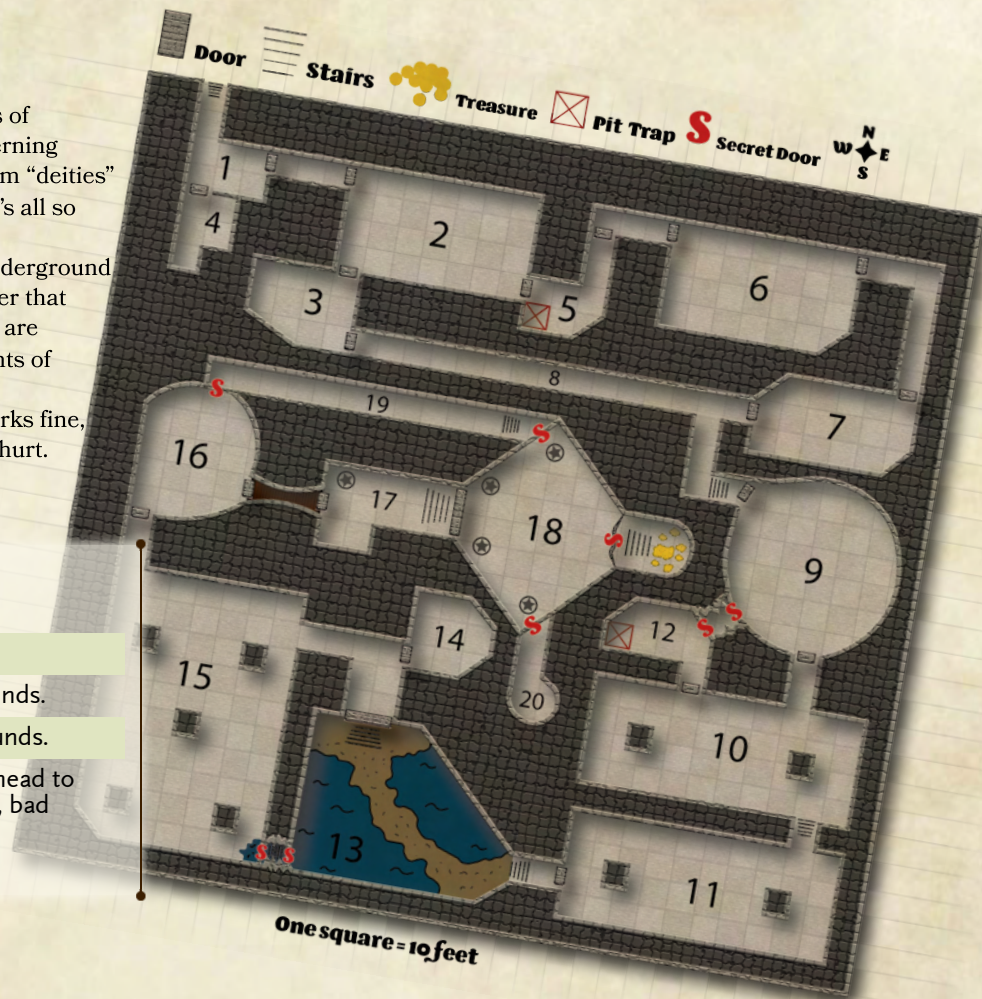 Door
Stairs
Treasure
Pit Trap
S
Secret Door
N
W E
S
s of
erning
m “deities”
’s all so
nderground
er that
are
nts of
rks fine,
hurt.
nds.
unds.
head to
, bad
1
2
3
4
5
6
7
8
9
10
11
12
13
14
15
16
17
18
19
20
S
S
S
S
S
S
S
S
One square = 10 feet